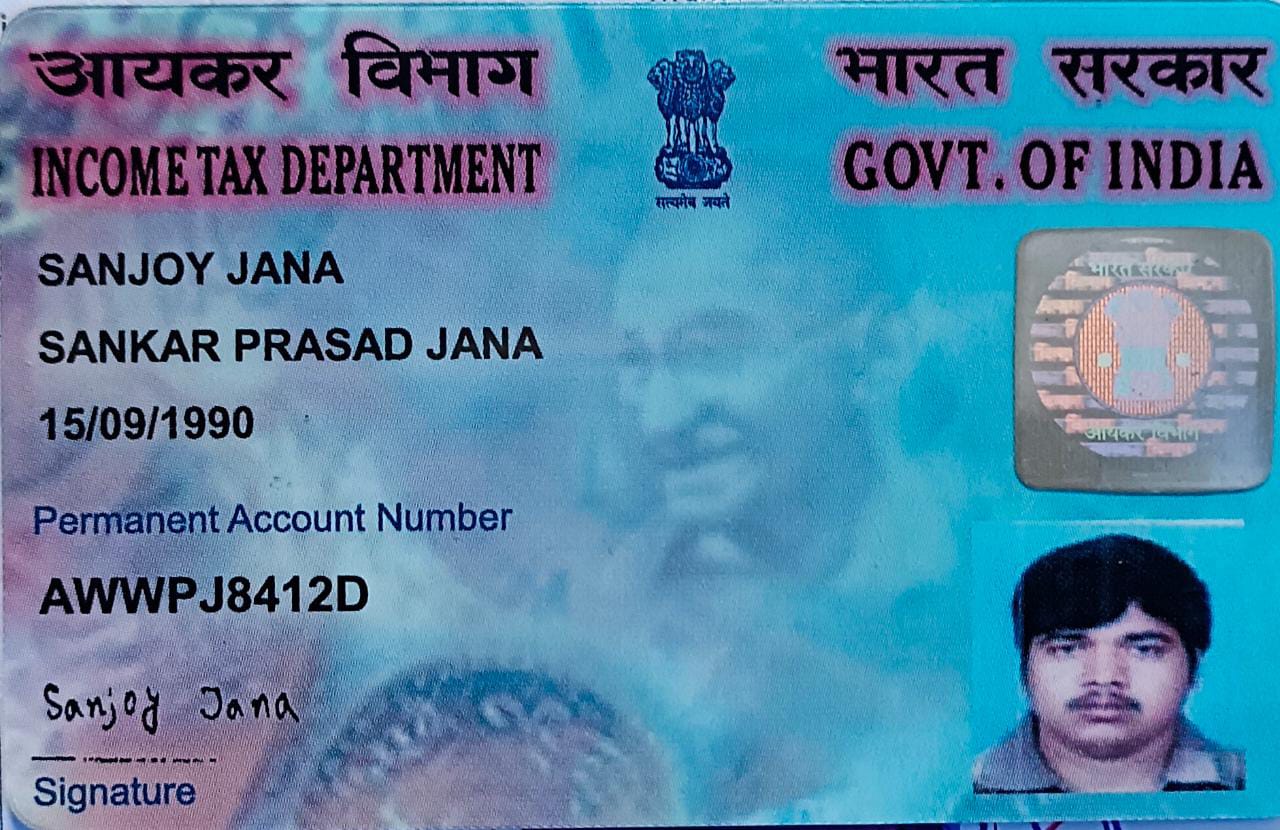 आयकर विभाग
भारत सरकार
INCOME TAX DEPARTMENT
GOVT. OF INDIA
सत्यमेव जयते
SANJOY JANA
भारत सरकार
SANKAR PRASAD JANA
15/09/1990
आयकर विभाग
Permanent Account Number
AWWPJ8412D
Sanjoy Jana
Signature